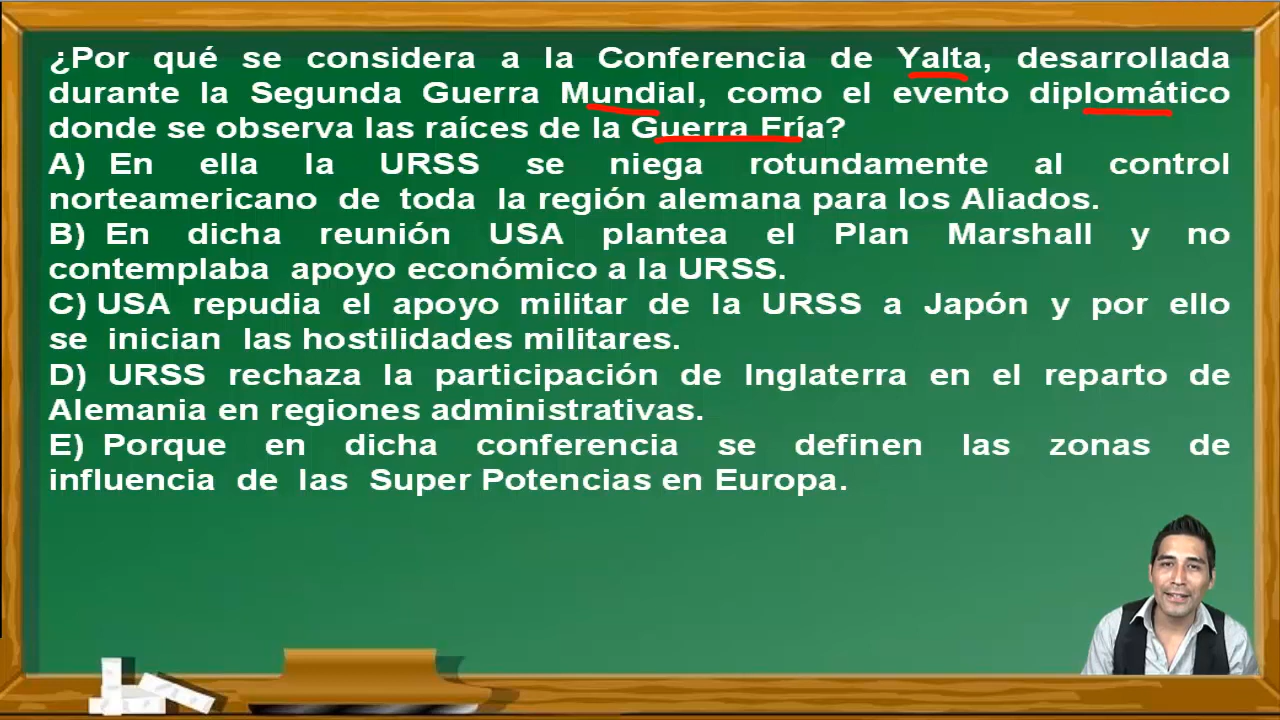 ¿Por qué se considera a la Conferencia de Yalta, desarrollada
durante la Segunda Guerra Mundial, como el evento diplomático
donde se observa las raíces de la Guerra Fría?
A) En ella la URSS se niega rotundamente al control
norteamericano de toda la región alemana para los Aliados.
B) En dicha reunión USA plantea el Plan Marshall y no
contemplaba apoyo económico a la URSS.
C) USA repudia el apoyo militar de la URSS a Japón y por ello
se inician las hostilidades militares.
D) URSS rechaza la participación de Inglaterra en el reparto de
Alemania en regiones administrativas.
E) Porque en dicha conferencia se definen las zonas de
influencia de las Super Potencias en Europa.